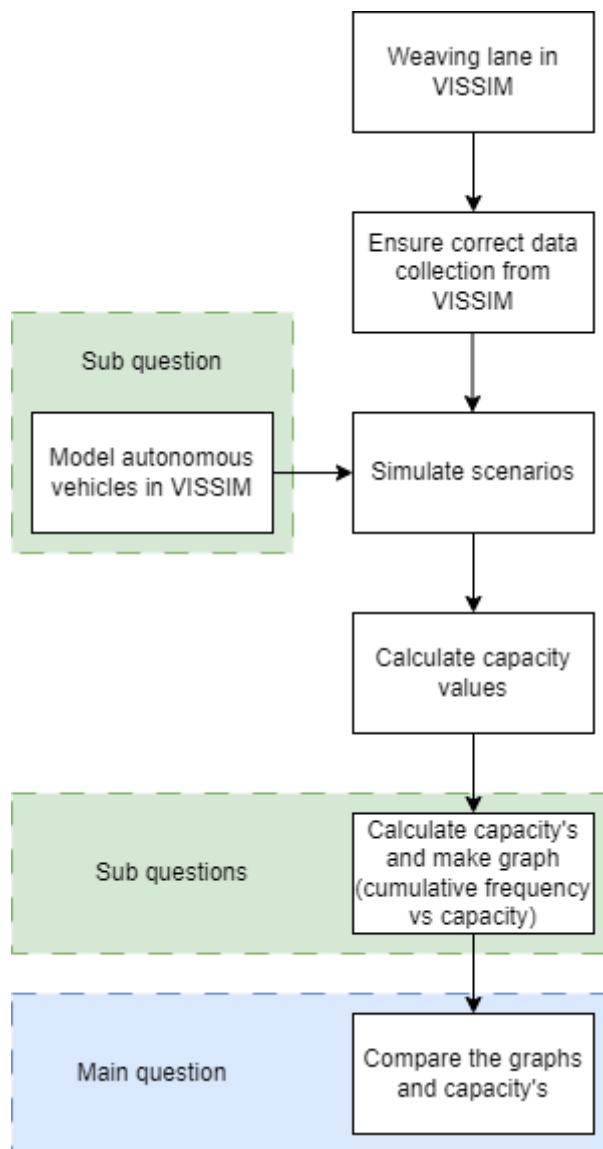 Weaving lane in
VISSIM
Ensure correct data
collection from
VISSIM
Sub question
Model autonomous
vehicles in VISSIM
Simulate scenarios
Calculate capacity
values
Sub questions
Calculate capacity's
and make graph
(cumulative frequency
vs capacity)
Main question
Compare the graphs
and capacity's